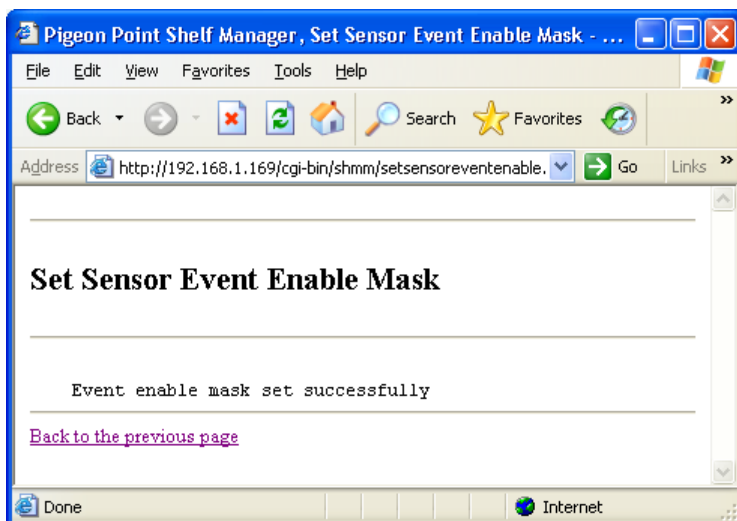 Pigeon Point Shelf Manager, Set Sensor Event Enable Mask - ...
File Edit View Favorites Tools Help
Back Search Favorites »
Address http://192.168.1.169/cgi-bin/shmm/setsensoreventenable. Go Links »
Set Sensor Event Enable Mask
Event enable mask set successfully
Back to the previous page
Done Internet